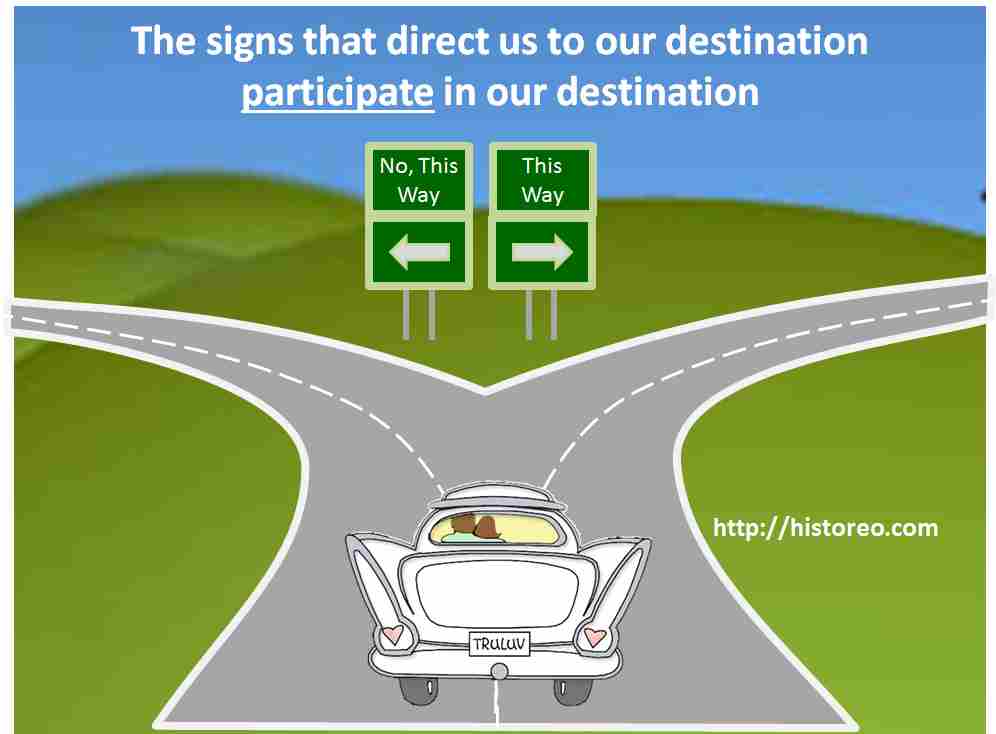 The signs that direct us to our destination
participate in our destination
No, This
Way
This
Way
http://historeo.com
TRULUV